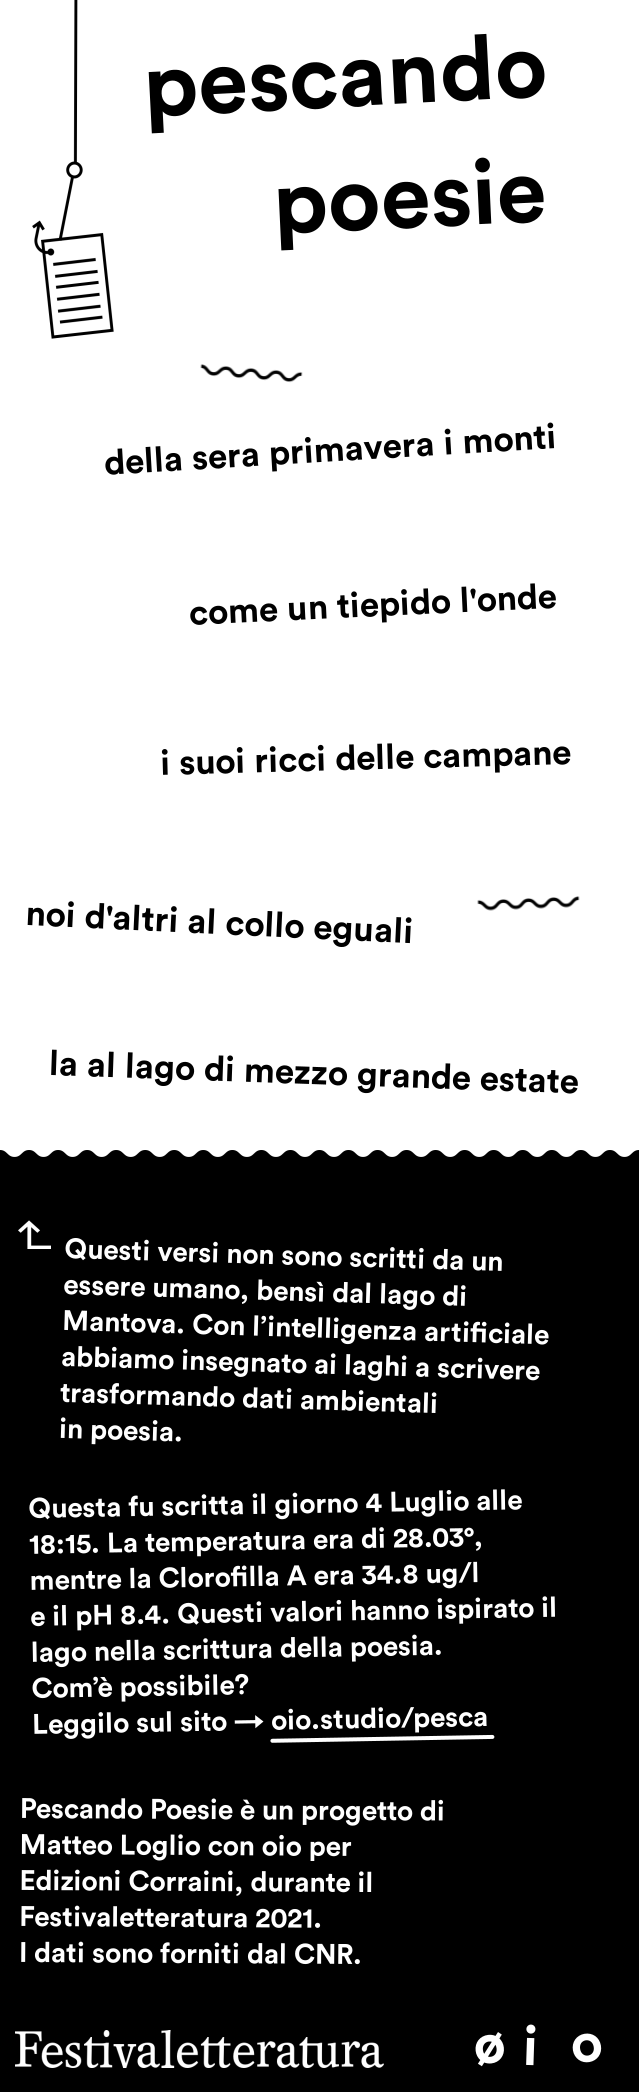 pescando
poesie
della sera primavera i monti
come un tiepido l'onde
i suoi ricci delle campane
noi d'altri al collo eguali
la al lago di mezzo grande estate
Questi versi non sono scritti da un
essere umano, bensì dal lago di
Mantova. Con l’intelligenza artificiale
abbiamo insegnato ai laghi a scrivere
trasformando dati ambientali
in poesia.
Questa fu scritta il giorno 4 Luglio alle
18:15. La temperatura era di 28.03°,
mentre la Clorofilla A era 34.8 ug/l
e il pH 8.4. Questi valori hanno ispirato il
lago nella scrittura della poesia.
Com’è possibile?
Leggilo sul sito → oio.studio/pesca
Pescando Poesie è un progetto di
Matteo Loglio con oio per
Edizioni Corraini, durante il
Festivaletteratura 2021.
I dati sono forniti dal CNR.
Festivaletteratura
ø i o